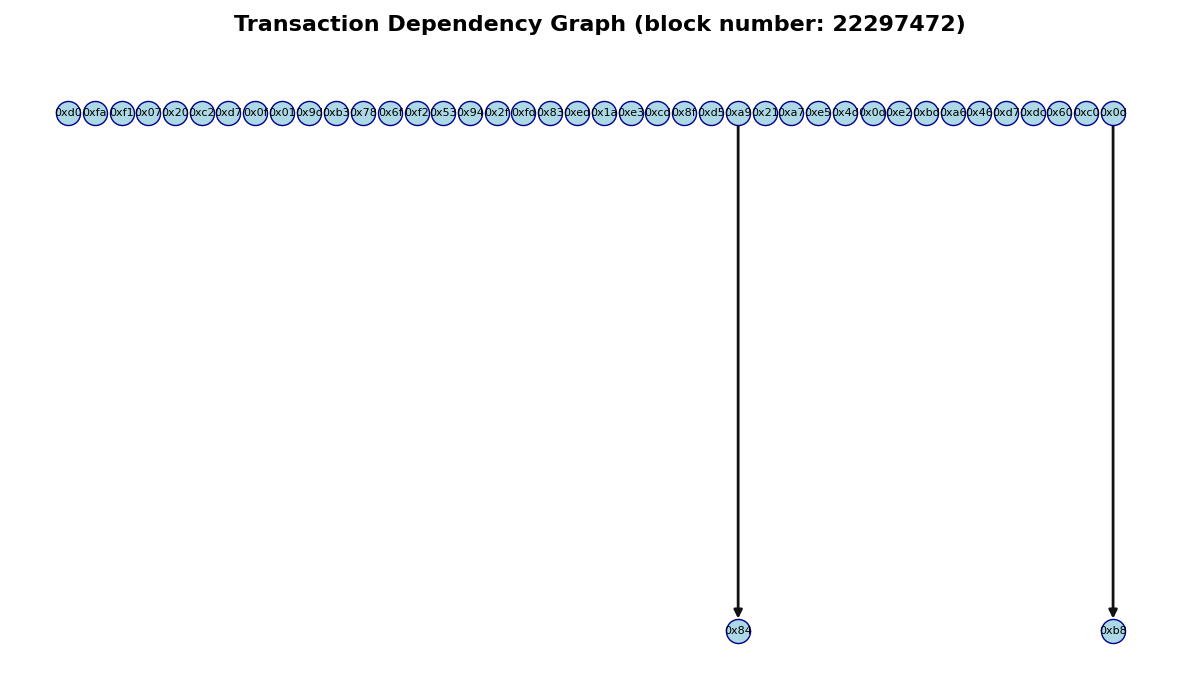 Transaction Dependency Graph (block number: 22297472)
0xd0 0xfa 0xf1 0x07 0x20 0xc2 0xd7 0x0f 0x01 0x9d 0xb3 0x78 0x6f 0xf2 0x53 0x94 0x2f 0xfd 0x83 0xed 0x1a 0xe3 0xcd 0x8f 0xd5 0xa9 0x21 0xa7 0xe5 0x4d 0x0d 0xe2 0xbd 0xa6 0x46 0xd7 0xdd 0x60 0xc0
0x84 0xb8